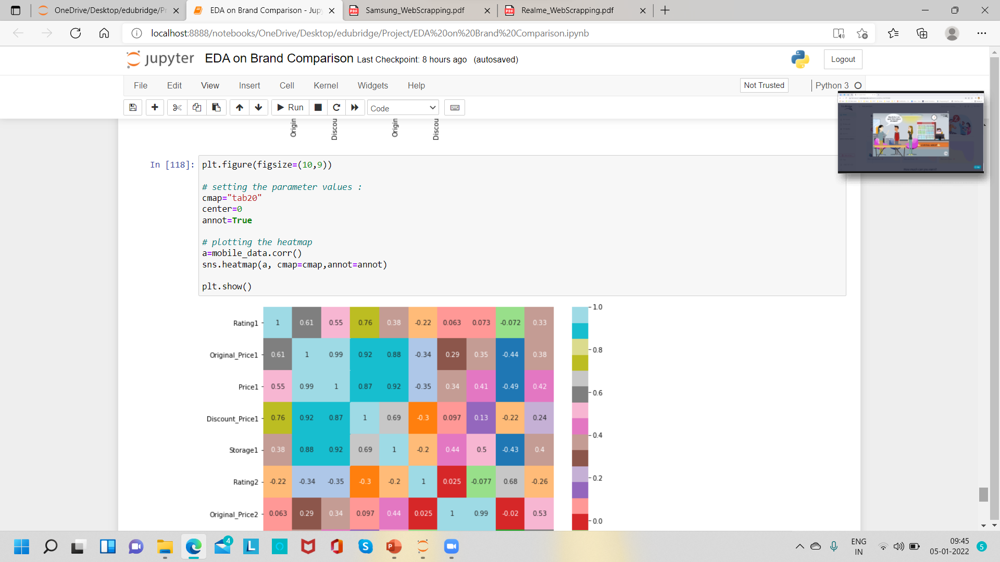 OneDrive/Desktop/edubridge/Pr
EDA on Brand Comparison - Jup
Samsung_WebScrapping.pdf
Realme_WebScrapping.pdf
localhost:8888/notebooks/OneDrive/Desktop/edubridge/Project/EDA%20on%20Brand%20Comparison.ipynb
jupyter EDA on Brand Comparison Last Checkpoint: 8 hours ago (autosaved)
Logout
File Edit View Insert Cell Kernel Widgets Help
Not Trusted
Python 3
Run
Code
Origin Discou Origin Discou
In [118]:
plt.figure(figsize=(10,9))
# setting the parameter values :
cmap="tab20"
center=0
annot=True
# plotting the heatmap
a=mobile_data.corr()
sns.heatmap(a, cmap=cmap,annot=annot)
plt.show()
Rating1 1 0.61 0.55 0.76 0.38 -0.22 0.063 0.073 -0.072 0.33
Original_Price1 0.61 1 0.99 0.92 0.88 -0.34 0.29 0.35 -0.44 0.38
Price1 0.55 0.99 1 0.87 0.92 -0.35 0.34 0.41 -0.49 0.42
Discount_Price1 0.76 0.92 0.87 1 0.69 -0.3 0.097 0.13 -0.22 0.24
Storage1 0.38 0.88 0.92 0.69 1 -0.2 0.44 0.5 -0.43 0.4
Rating2 -0.22 -0.34 -0.35 -0.3 -0.2 1 0.025 -0.077 0.68 -0.26
Original_Price2 0.063 0.29 0.34 0.097 0.44 0.025 1 0.99 -0.02 0.53
1.0
0.8
0.6
0.4
0.2
0.0
4
ENG
IN
09:45
05-01-2022
5